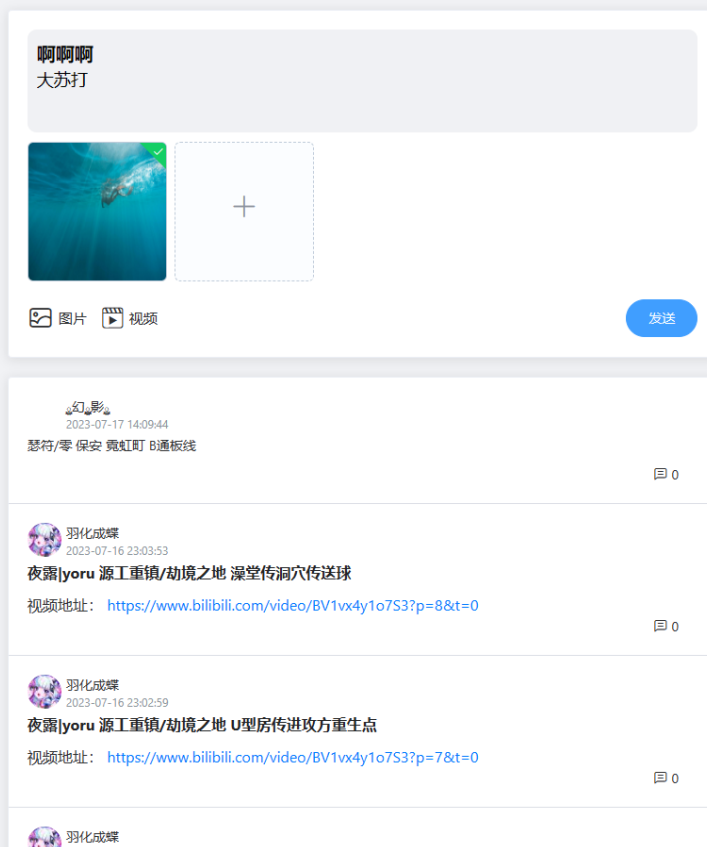 啊啊啊
大苏打
图片 视频 发送
ہ幻ہ影ہ
2023-07-17 14:09:44
瑟符/零 保安 霓虹町 B通板线
0
羽化成蝶
2023-07-16 23:03:53
夜露|yoru 源工重镇/劫境之地 澡堂传洞穴传送球
视频地址： https://www.bilibili.com/video/BV1vx4y1o7S3?p=8&t=0
0
羽化成蝶
2023-07-16 23:02:59
夜露|yoru 源工重镇/劫境之地 U型房传进攻方重生点
视频地址： https://www.bilibili.com/video/BV1vx4y1o7S3?p=7&t=0
0
羽化成蝶